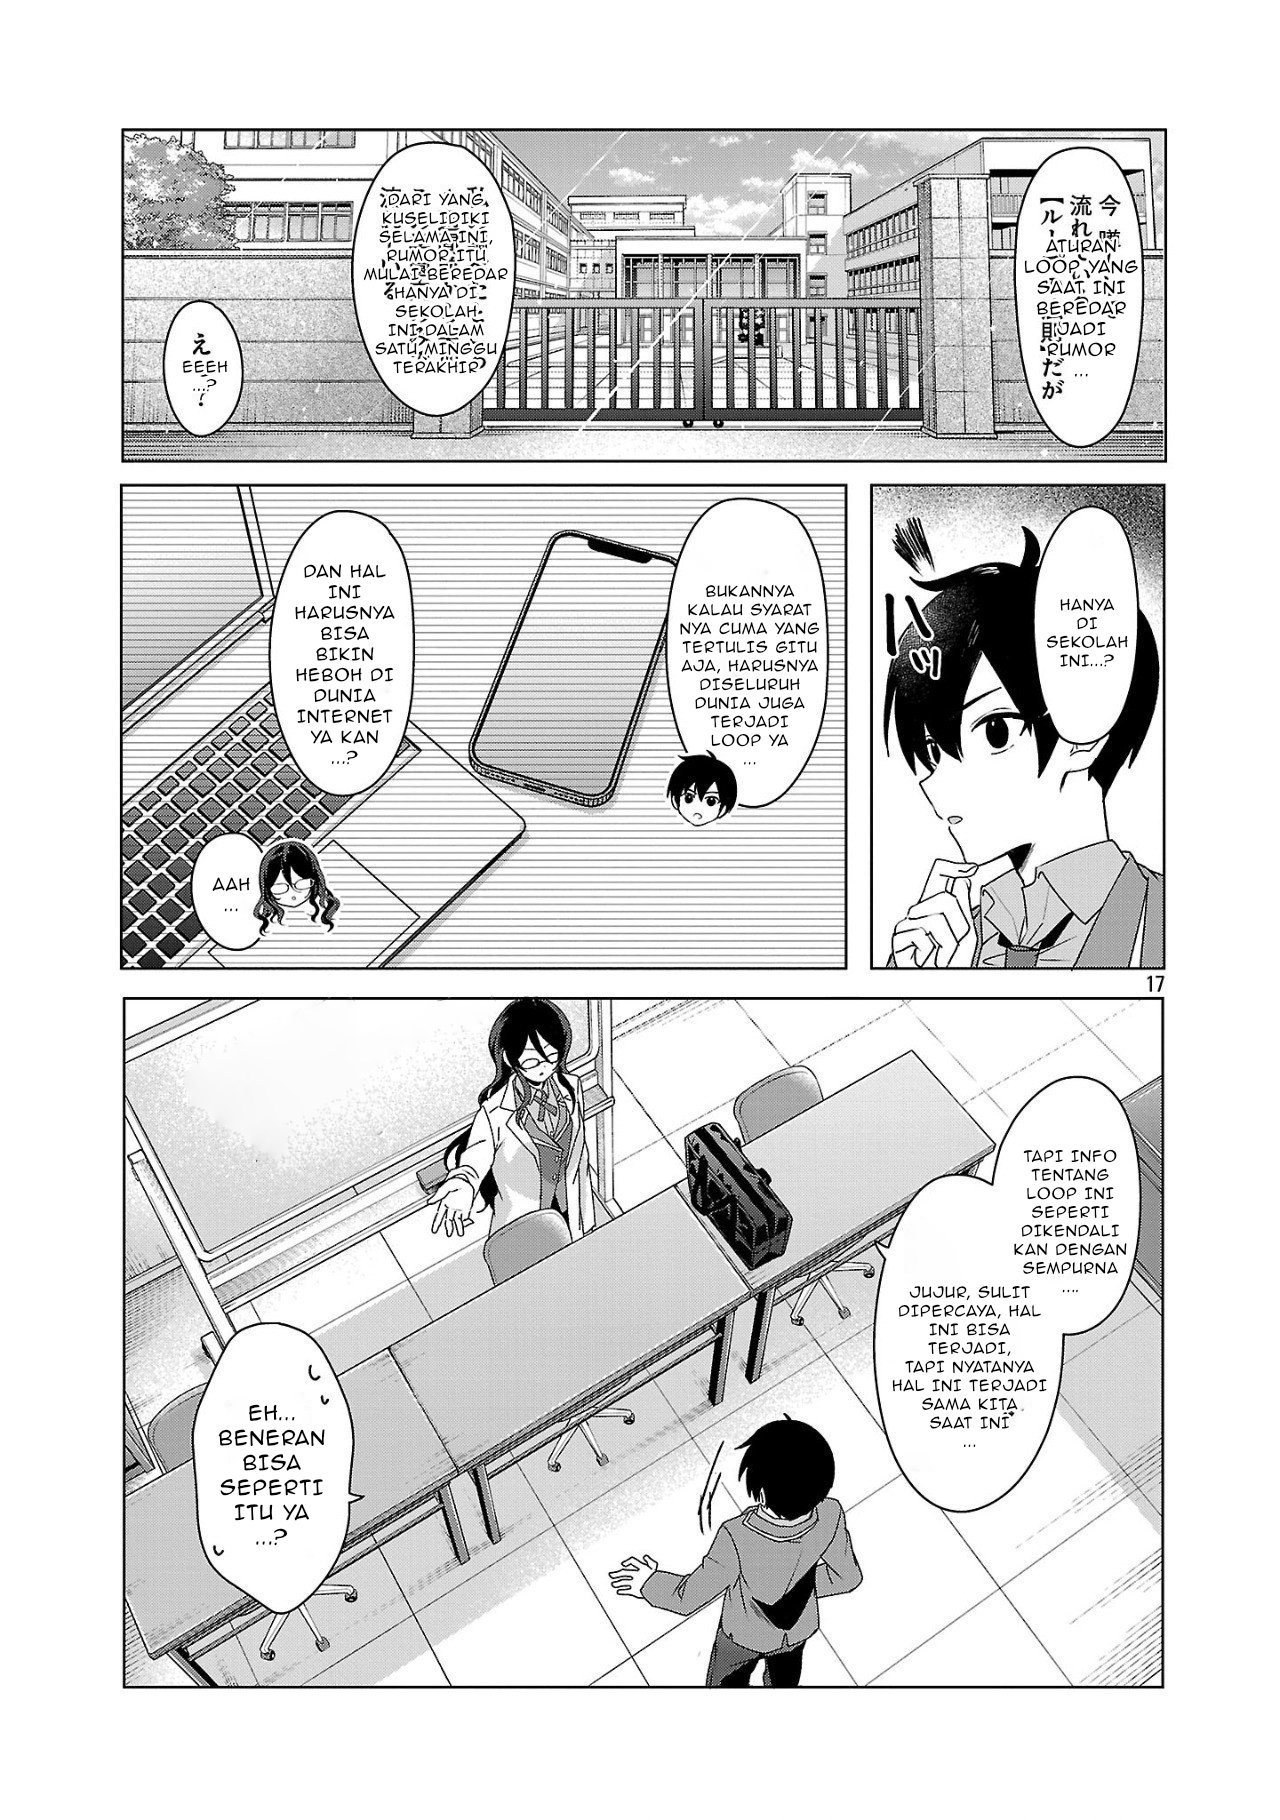 今 噂
流れ
【ル 則だが
ATURAN
LOOP YANG
SAAT INI
BEREDAR
JADI
RUMOR
...
DARI YANG
KUSELIDIKI
SELAMA INI,
RUMOR ITU
MULAI BEREDAR
HANYA DI
SEKOLAH
INI DALAM
SATU MINGGU
TERAKHIR
え
EEEH
...?
HANYA
DI
SEKOLAH
INI...?
ハッ
BUKANNYA
KALAU SYARAT
NYA CUMA YANG
TERTULIS GITU
AJA, HARUSNYA
DISELURUH
DUNIA JUGA
TERJADI
LOOP YA
...
DAN HAL
INI
HARUSNYA
BISA
BIKIN
HEBOH DI
DUNIA
INTERNET
YA KAN
...?
AAH
...
17
TAPI INFO
TENTANG
LOOP INI
SEPERTI
DIKENDALI
KAN DENGAN
SEMPURNA
....
JUJUR, SULIT
DIPERCAYA, HAL
INI BISA
TERJADI,
TAPI NYATANYA
HAL INI TERJADI
SAMA KITA
SAAT INI
...
EH...
BENERAN
BISA
SEPERTI
ITU YA
...?